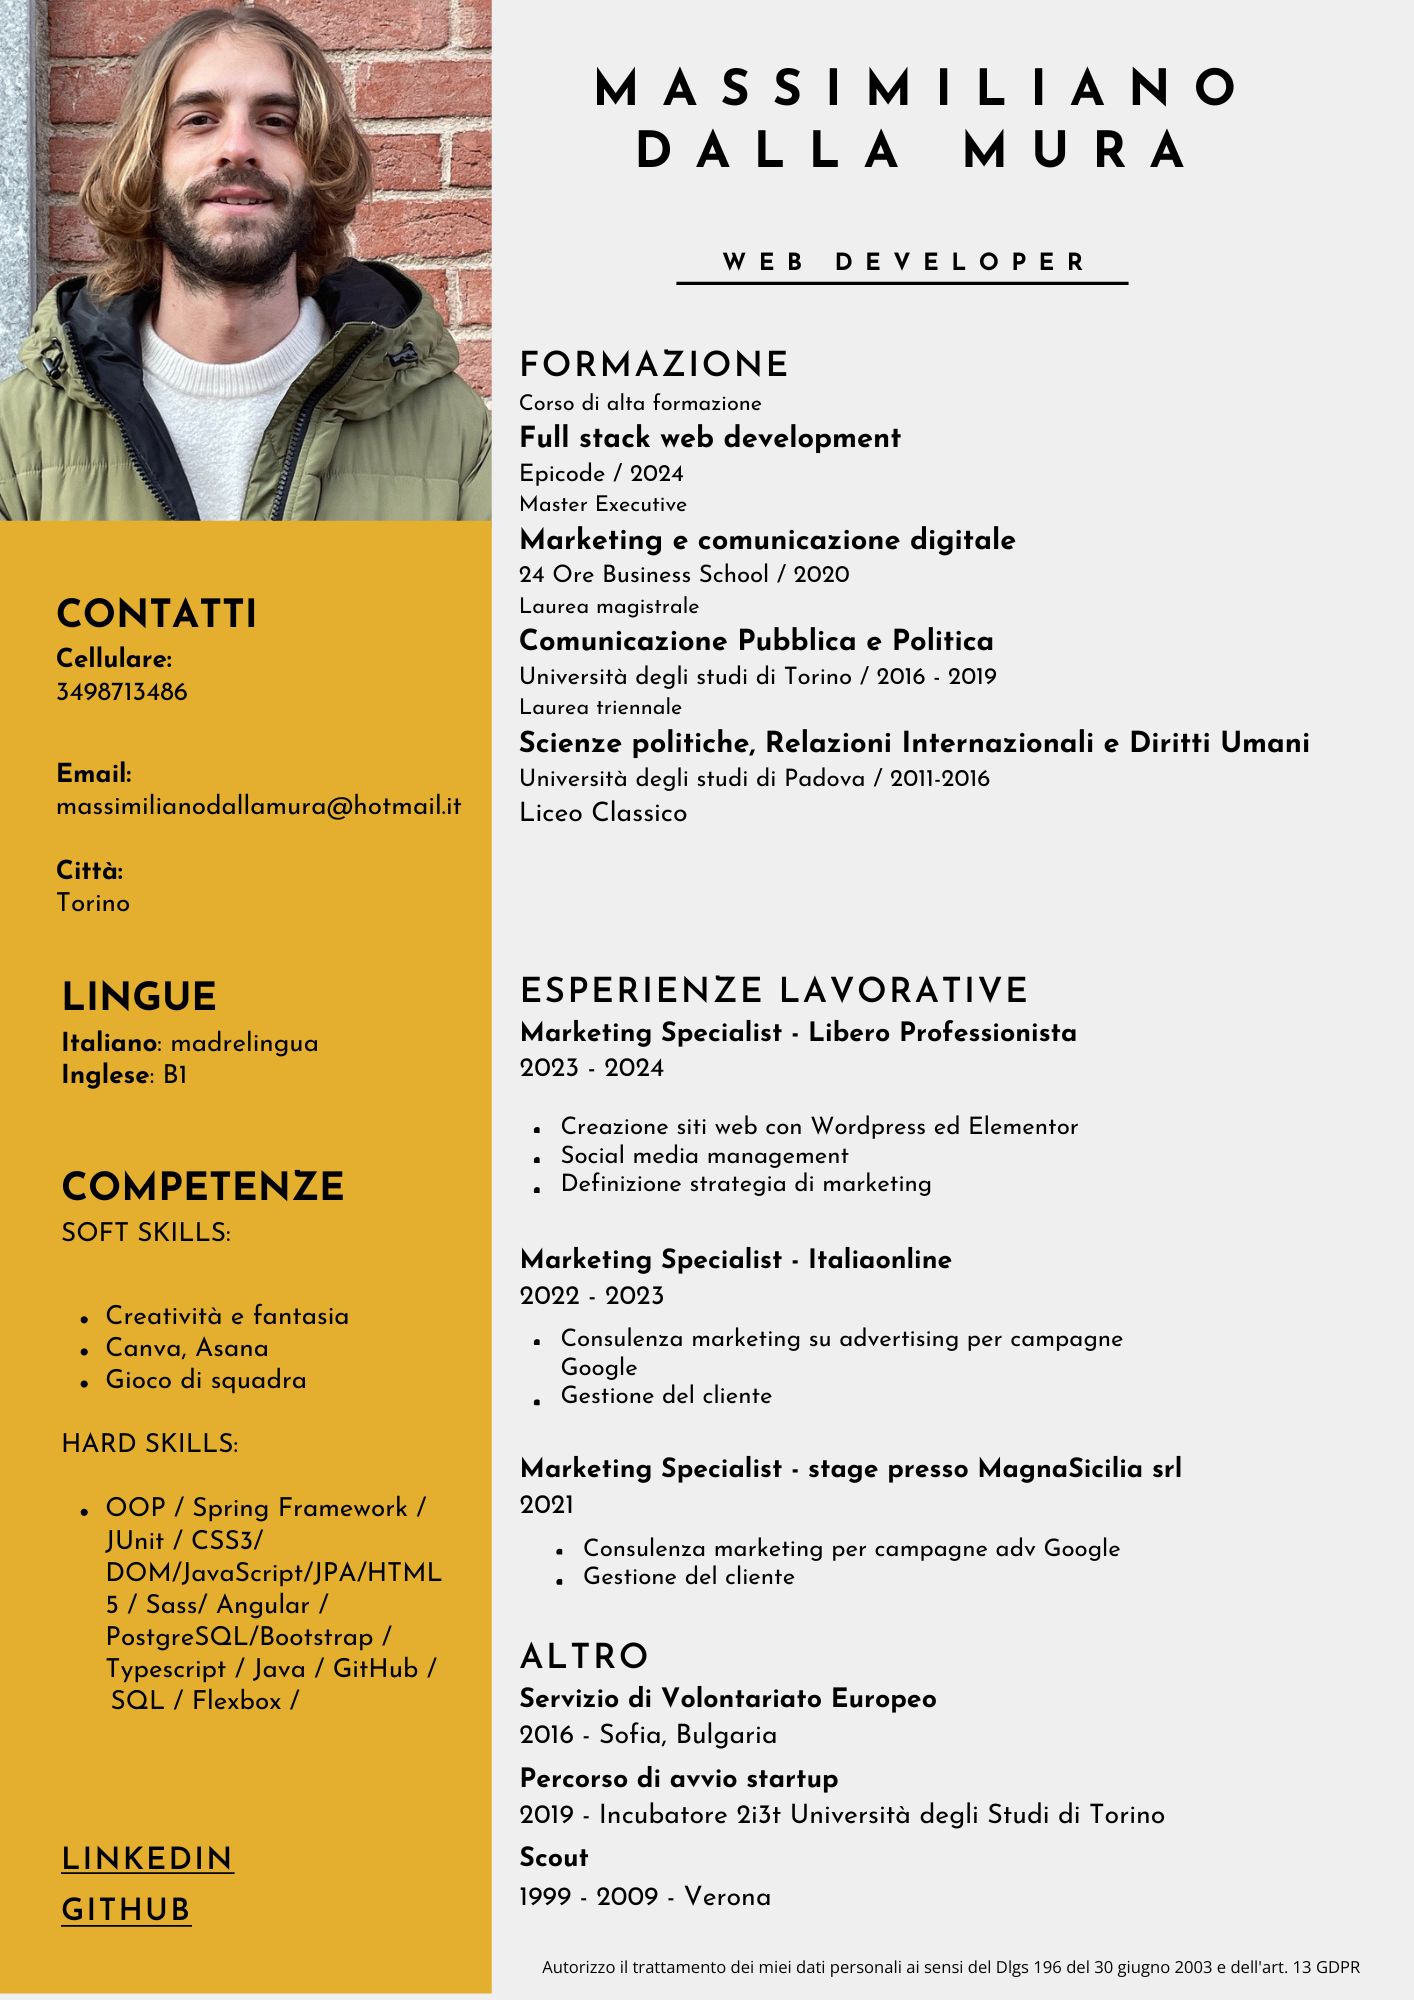 MASSIMILIANO
DALLA MURA
WEB DEVELOPER
CONTATTI
Cellulare:
3498713486
Email:
massimilianodallamura@hotmail.it
Città:
Torino
LINGUE
Italiano: madrelingua
Inglese: B1
COMPETENZE
SOFT SKILLS:
• Creatività e fantasia
• Canva, Asana
• Gioco di squadra
HARD SKILLS:
• OOP / Spring Framework /
JUnit / CSS3/
DOM/JavaScript/JPA/HTML
5 / Sass/ Angular /
PostgreSQL/Bootstrap /
Typescript / Java / GitHub /
SQL / Flexbox /
LINKEDIN
GITHUB
FORMAZIONE
Corso di alta formazione
Full stack web development
Epicode / 2024
Master Executive
Marketing e comunicazione digitale
24 Ore Business School / 2020
Laurea magistrale
Comunicazione Pubblica e Politica
Università degli studi di Torino / 2016 - 2019
Laurea triennale
Scienze politiche, Relazioni Internazionali e Diritti Umani
Università degli studi di Padova / 2011-2016
Liceo Classico
ESPERIENZE LAVORATIVE
Marketing Specialist - Libero Professionista
2023 - 2024
• Creazione siti web con Wordpress ed Elementor
• Social media management
• Definizione strategia di marketing
Marketing Specialist - Italiaonline
2022 - 2023
• Consulenza marketing su advertising per campagne
Google
• Gestione del cliente
Marketing Specialist - stage presso MagnaSicilia srl
2021
• Consulenza marketing per campagne adv Google
• Gestione del cliente
ALTRO
Servizio di Volontariato Europeo
2016 - Sofia, Bulgaria
Percorso di avvio startup
2019 - Incubatore 2i3t Università degli Studi di Torino
Scout
1999 - 2009 - Verona
Autorizzo il trattamento dei miei dati personali ai sensi del Dlgs 196 del 30 giugno 2003 e dell'art. 13 GDPR